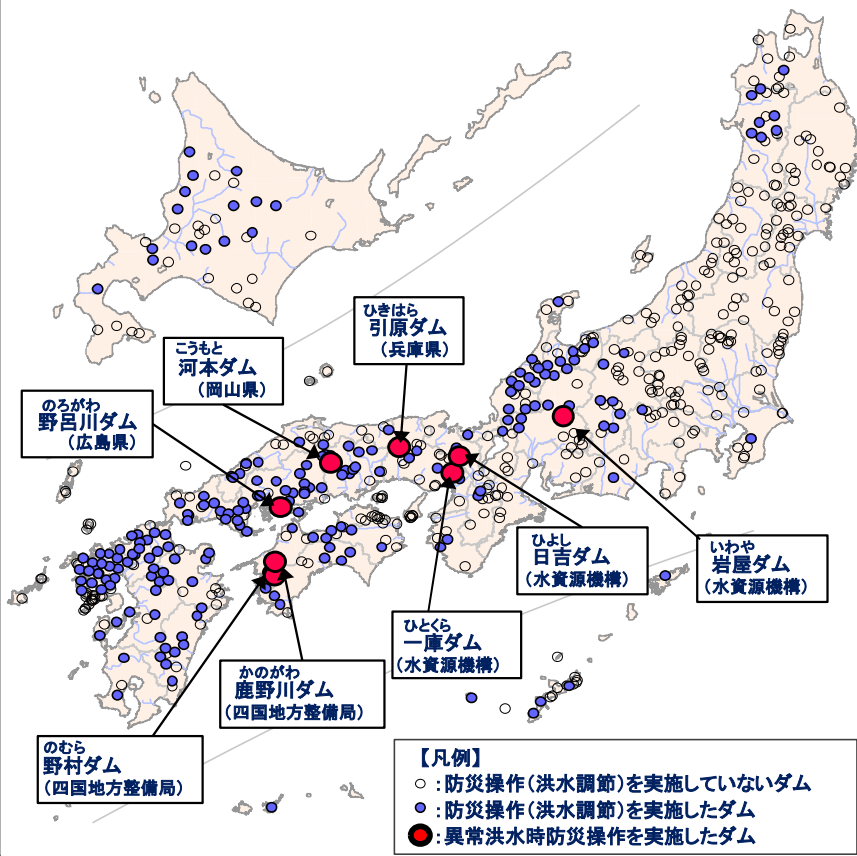 ひきはら
引原ダム
（兵庫県）
こうもと
河本ダム
（岡山県）
のろがわ
野呂川ダム
（広島県）
ひよし
日吉ダム
（水資源機構）
いわや
岩屋ダム
（水資源機構）
ひとくら
一庫ダム
（水資源機構）
かのがわ
鹿野川ダム
（四国地方整備局）
のむら
野村ダム
（四国地方整備局）
【凡例】
○：防災操作（洪水調節）を実施していないダム
●：防災操作（洪水調節）を実施したダム
●：異常洪水時防災操作を実施したダム